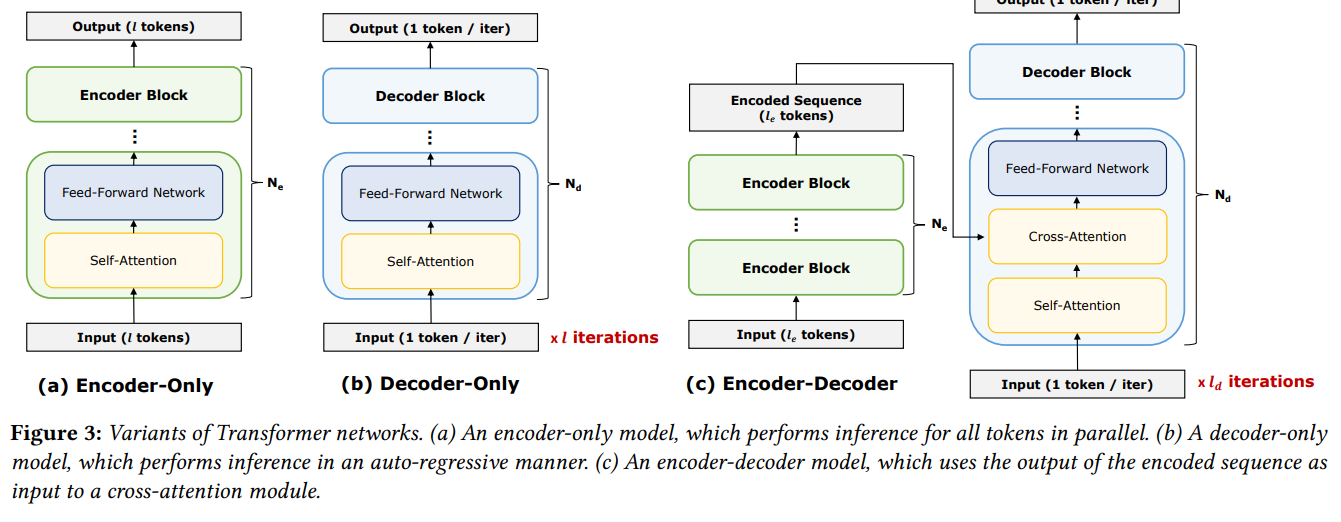 Output (l tokens)
Encoder Block
⋮
Feed-Forward Network
Self-Attention
Nₑ
Input (l tokens)
(a) Encoder-Only
Output (1 token / iter)
Decoder Block
⋮
Feed-Forward Network
Self-Attention
N_d
Input (1 token / iter)
x l iterations
(b) Decoder-Only
Encoded Sequence
(lₑ tokens)
Encoder Block
⋮
Encoder Block
Nₑ
Input (lₑ tokens)
(c) Encoder-Decoder
Output (1 token / iter)
Decoder Block
⋮
Feed-Forward Network
Cross-Attention
Self-Attention
N_d
Input (1 token / iter)
x l_d iterations
Figure 3: Variants of Transformer networks. (a) An encoder-only model, which performs inference for all tokens in parallel. (b) A decoder-only
model, which performs inference in an auto-regressive manner. (c) An encoder-decoder model, which uses the output of the encoded sequence as
input to a cross-attention module.